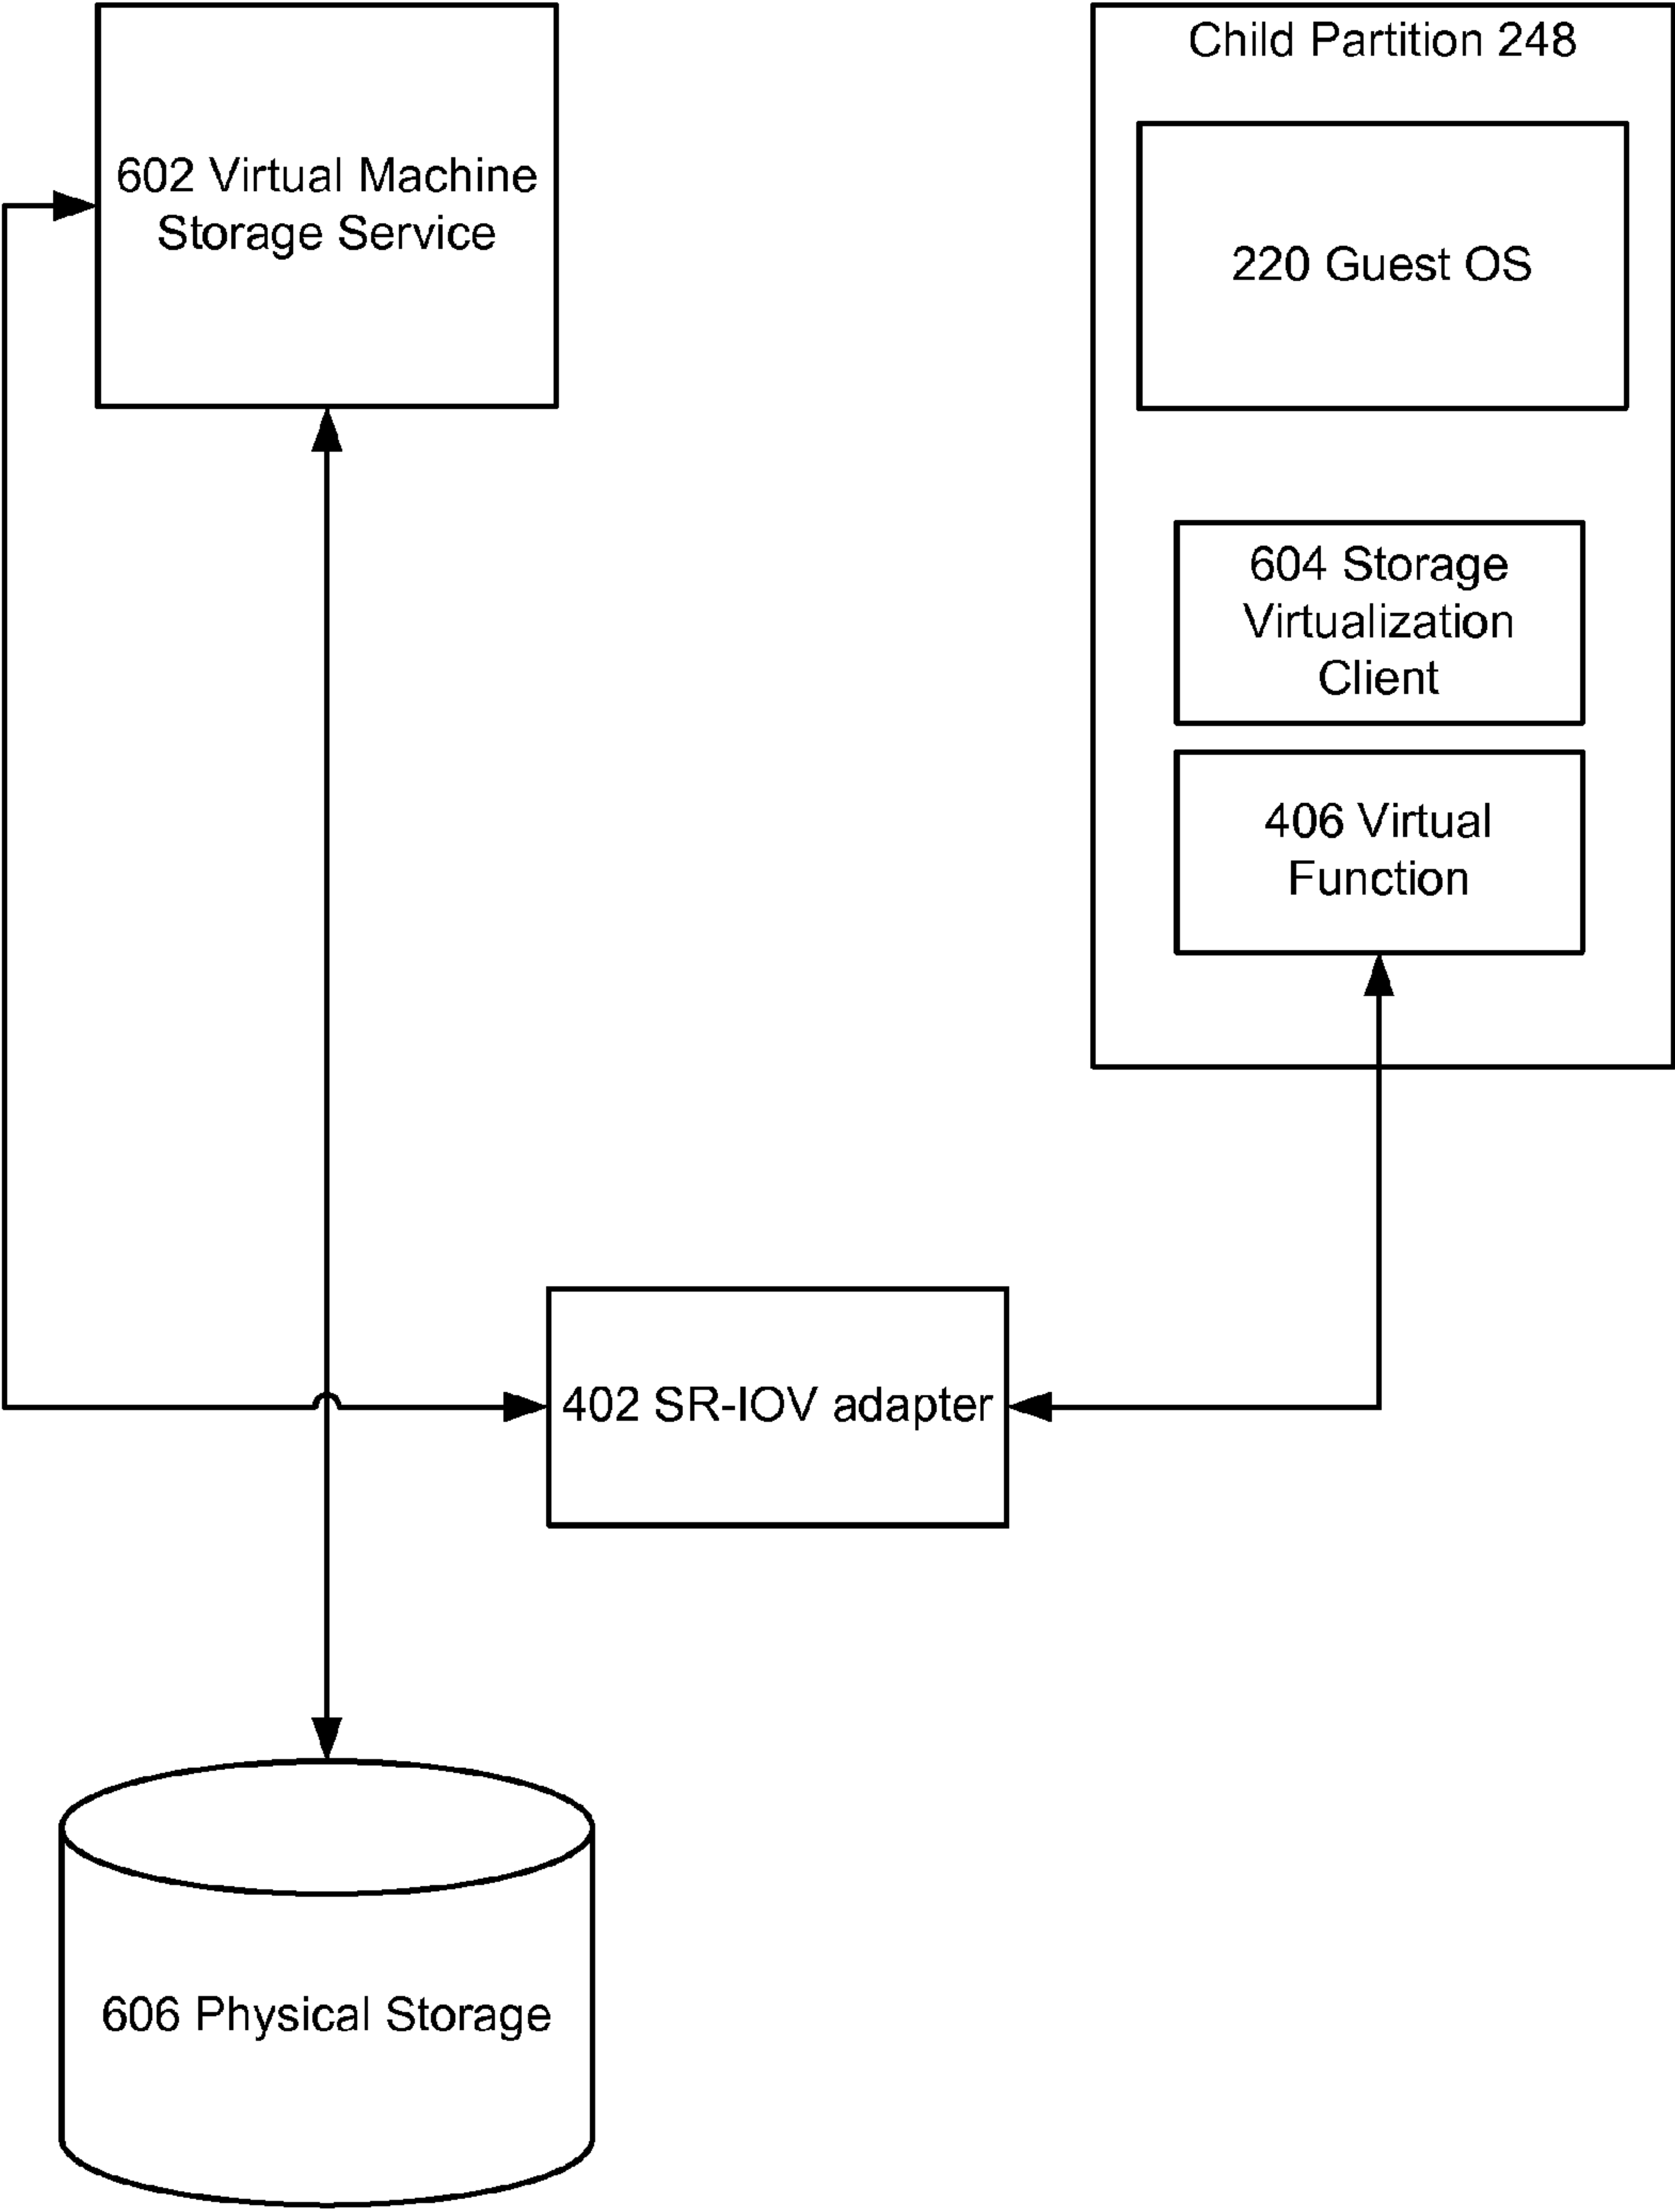 602 Virtual Machine
Storage Service
Child Partition 248
220 Guest OS
604 Storage
Virtualization
Client
406 Virtual
Function
402 SR-IOV adapter
606 Physical Storage